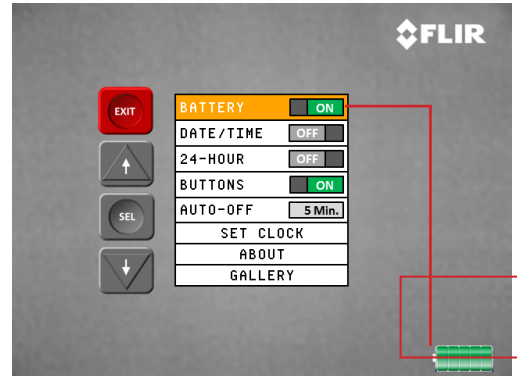 FLIR
EXIT
BATTERY ON
DATE/TIME OFF
24-HOUR OFF
BUTTONS ON
SEL
AUTO-OFF 5 Min.
SET CLOCK
ABOUT
GALLERY